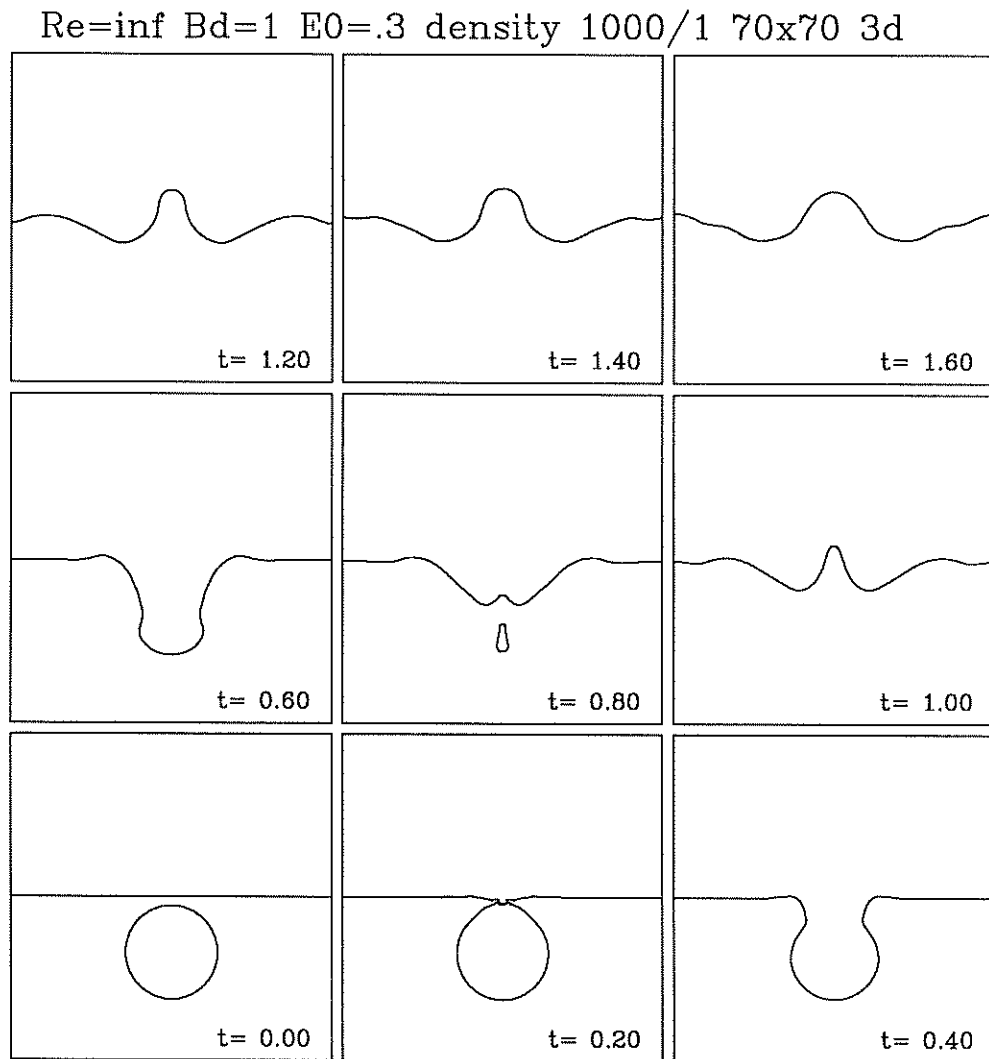 Re=inf Bd=1 E0=.3 density 1000/1 70x70 3d
t= 1.20
t= 1.40
t= 1.60
t= 0.60
t= 0.80
t= 1.00
t= 0.00
t= 0.20
t= 0.40